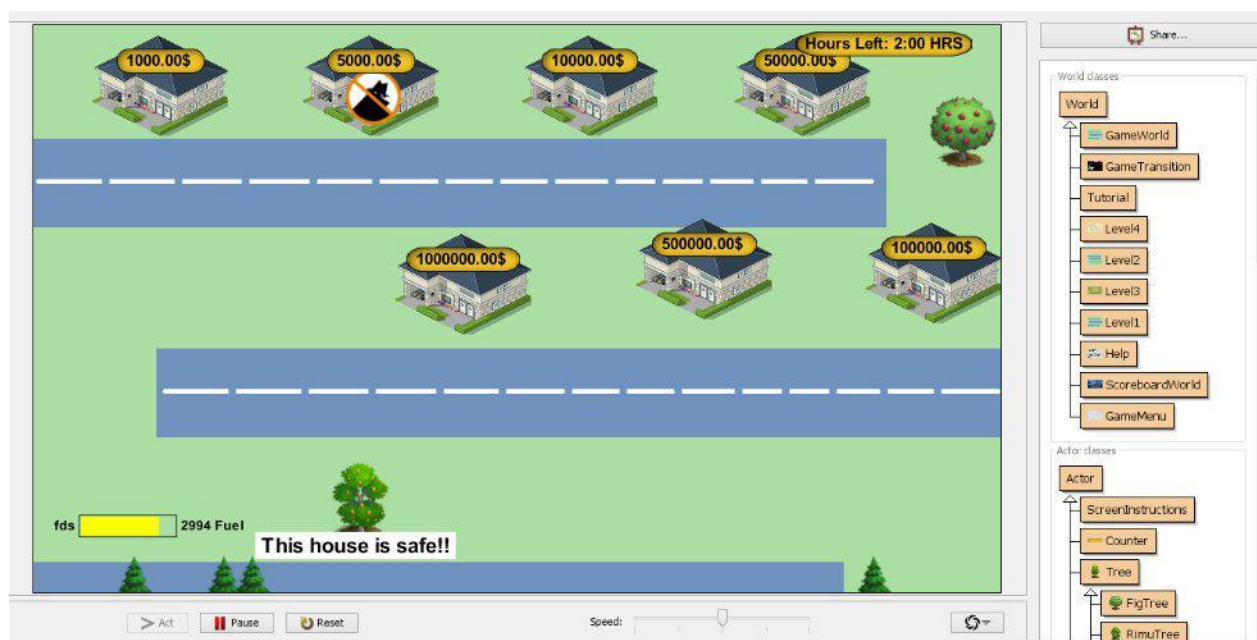 1000.00$
5000.00$
10000.00$
50000.00$
Hours Left: 2:00 HRS
1000000.00$
500000.00$
100000.00$
fds 2994 Fuel
This house is safe!!
Act
Pause
Reset
Speed:
Share...
World classes
World
GameWorld
GameTransition
Tutorial
Level4
Level2
Level3
Level1
Help
ScoreboardWorld
GameMenu
Actor classes
Actor
ScreenInstructions
Counter
Tree
FigTree
RimuTree